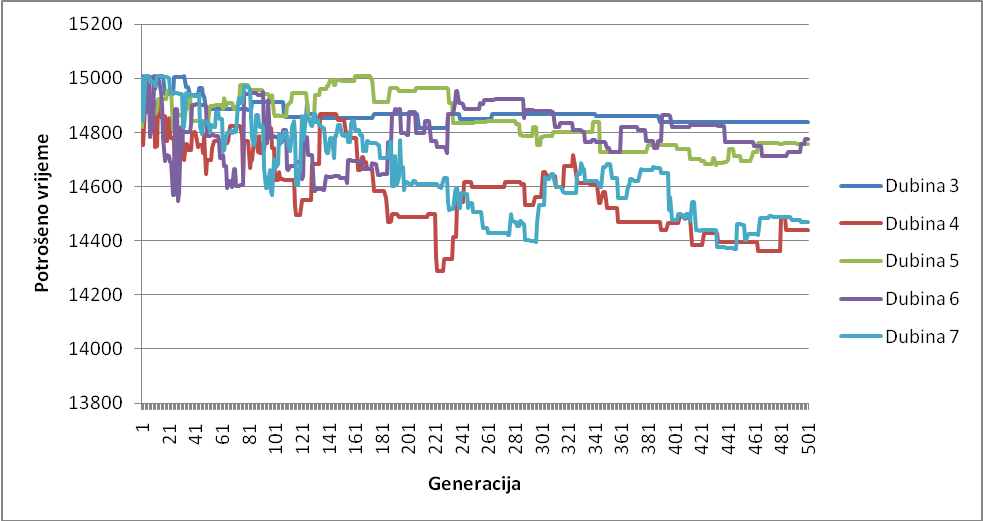 15200
15000
14800
14600
14400
14200
14000
13800
Potrošeno vrijeme
1 21 41 61 81 101 121 141 161 181 201 221 241 261 281 301 321 341 361 381 401 421 441 461 481 501
Generacija
Dubina 3
Dubina 4
Dubina 5
Dubina 6
Dubina 7